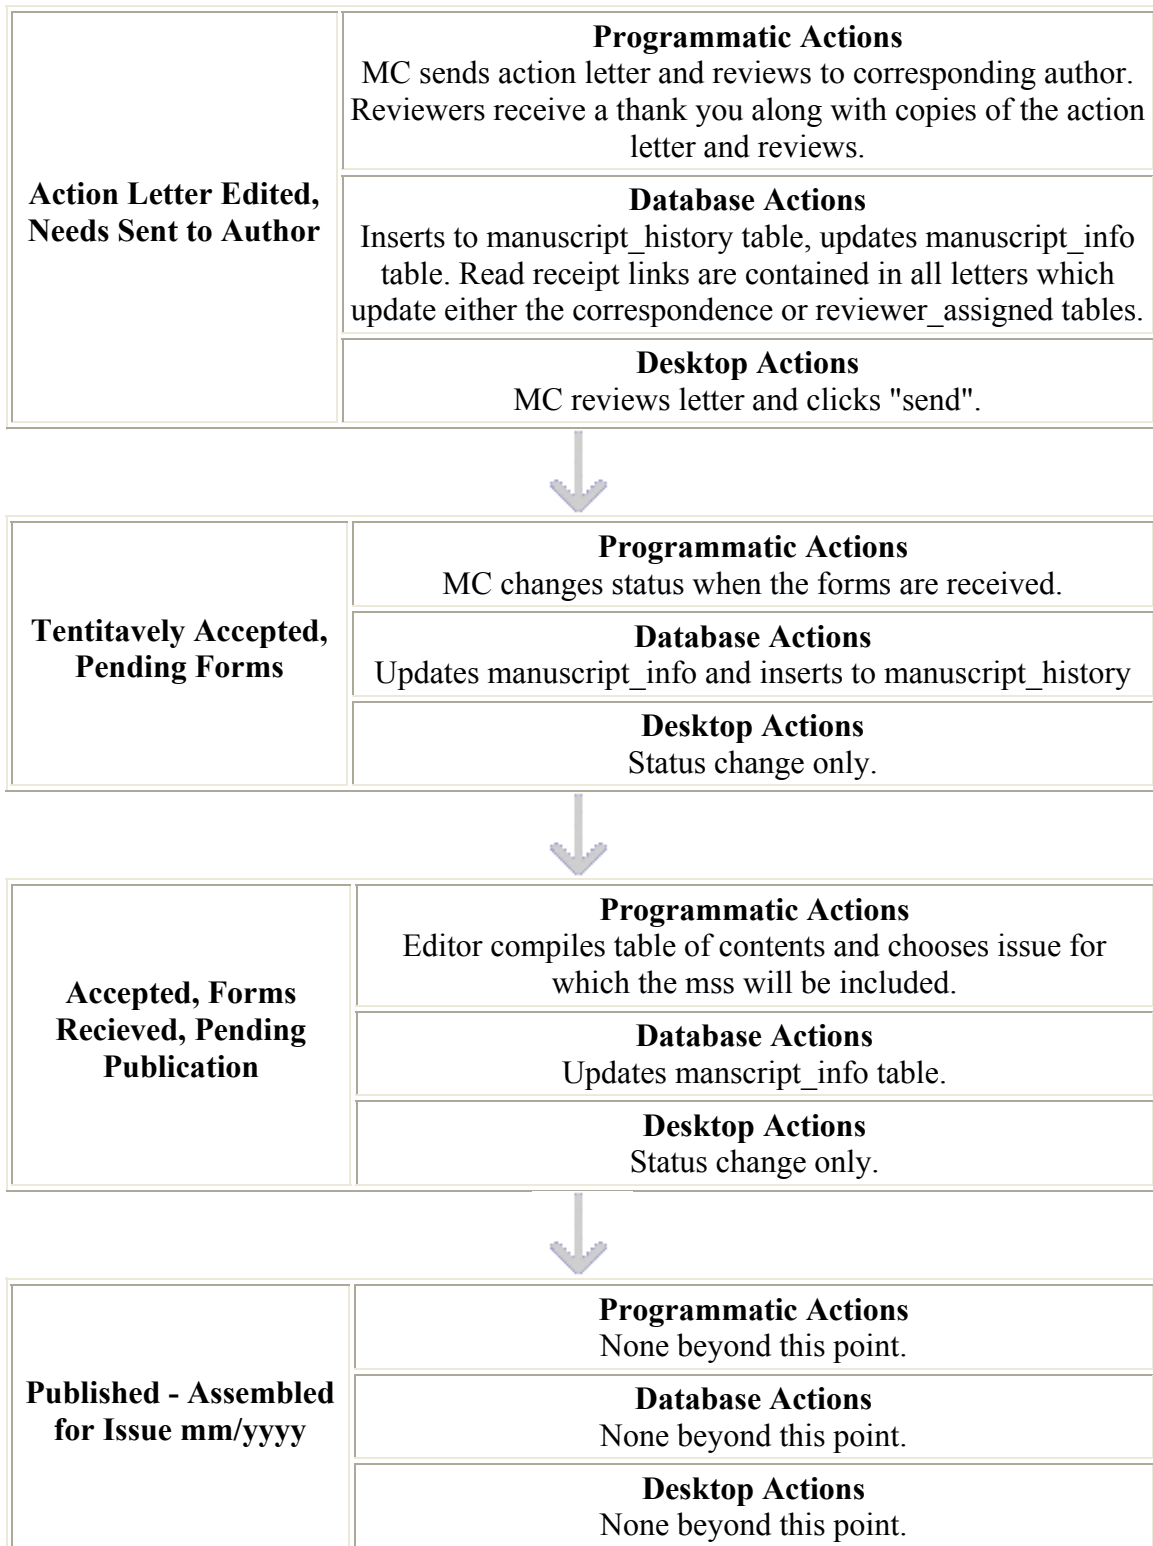 Action Letter Edited,
Needs Sent to Author
Programmatic Actions
MC sends action letter and reviews to corresponding author.
Reviewers receive a thank you along with copies of the action
letter and reviews.
Database Actions
Inserts to manuscript_history table, updates manuscript_info
table. Read receipt links are contained in all letters which
update either the correspondence or reviewer_assigned tables.
Desktop Actions
MC reviews letter and clicks "send".
Tentitavely Accepted,
Pending Forms
Programmatic Actions
MC changes status when the forms are received.
Database Actions
Updates manuscript_info and inserts to manuscript_history
Desktop Actions
Status change only.
Accepted, Forms
Recieved, Pending
Publication
Programmatic Actions
Editor compiles table of contents and chooses issue for
which the mss will be included.
Database Actions
Updates manscript_info table.
Desktop Actions
Status change only.
Published - Assembled
for Issue mm/yyyy
Programmatic Actions
None beyond this point.
Database Actions
None beyond this point.
Desktop Actions
None beyond this point.